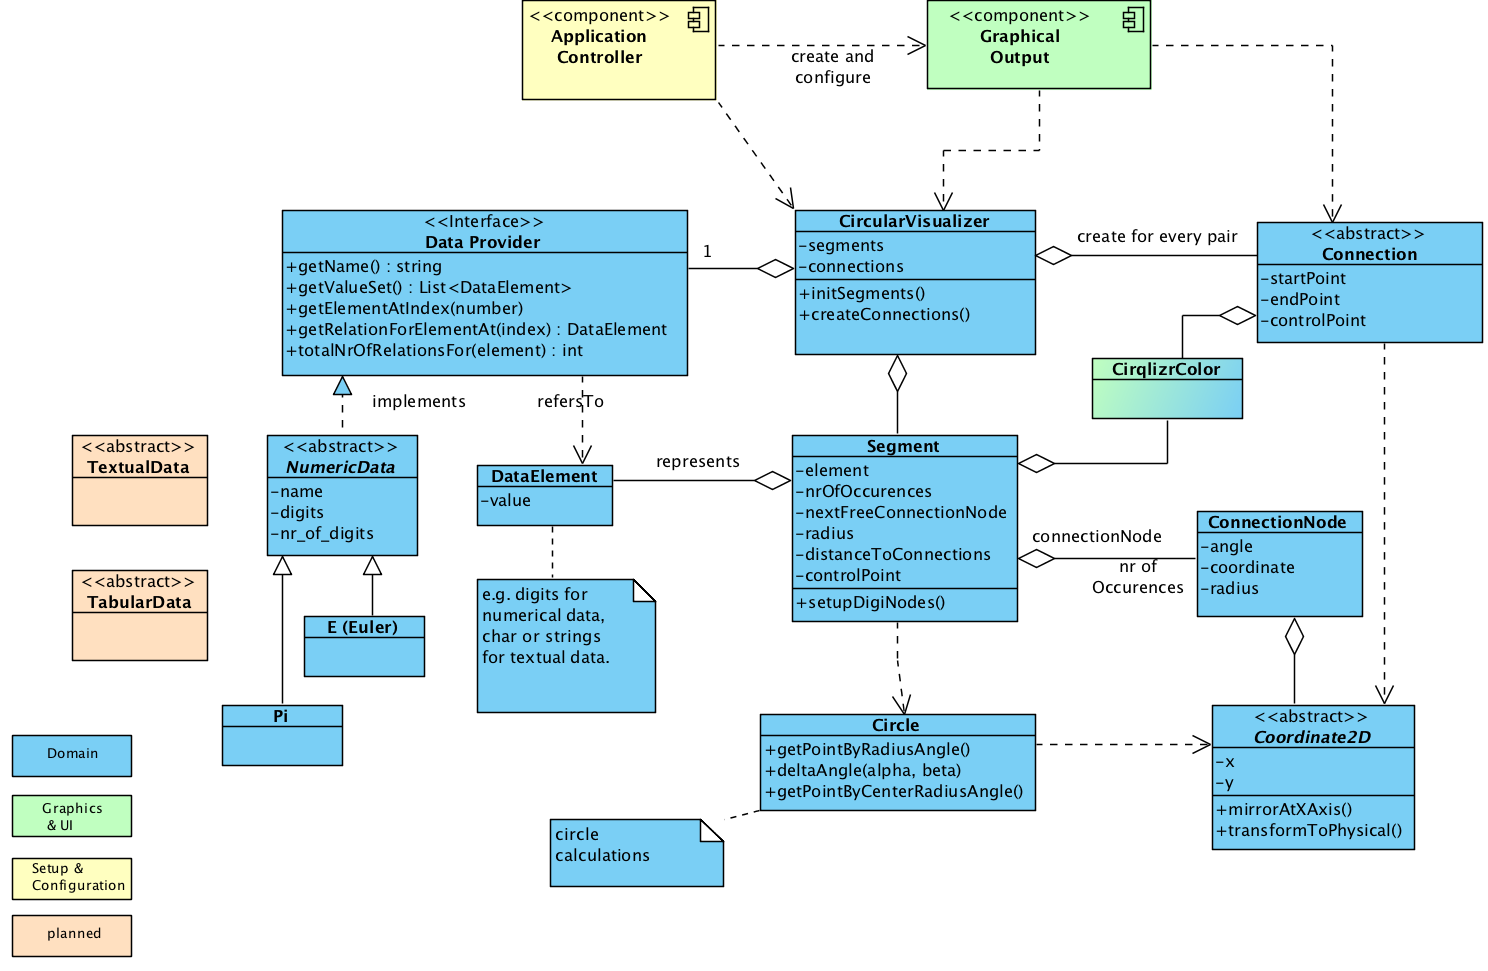 <<component>>
Application
Controller
create and
configure
<<component>>
Graphical
Output
<<Interface>>
Data Provider
+getName() : string
+getValueSet() : List<DataElement>
+getElementAtIndex(number)
+getRelationForElementAt(index) : DataElement
+totalNrOfRelationsFor(element) : int
1
CircularVisualizer
-segments
-connections
+initSegments()
+createConnections()
create for every pair
<<abstract>>
Connection
-startPoint
-endPoint
-controlPoint
CirqlizrColor
implements
refersTo
<<abstract>>
TextualData
<<abstract>>
NumericData
-name
-digits
-nr_of_digits
DataElement
-value
represents
Segment
-element
-nrOfOccurences
-nextFreeConnectionNode
-radius
-distanceToConnections
-controlPoint
+setupDigiNodes()
connectionNode
nr of
Occurences
ConnectionNode
-angle
-coordinate
-radius
<<abstract>>
TabularData
E (Euler)
e.g. digits for
numerical data,
char or strings
for textual data.
Pi
Circle
+getPointByRadiusAngle()
+deltaAngle(alpha, beta)
+getPointByCenterRadiusAngle()
<<abstract>>
Coordinate2D
-x
-y
+mirrorAtXAxis()
+transformToPhysical()
circle
calculations
Domain
Graphics
& UI
Setup &
Configuration
planned